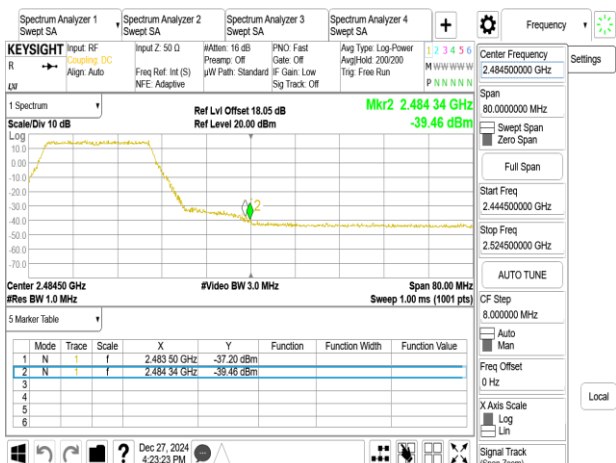 Spectrum Analyzer 1
Swept SA
Spectrum Analyzer 2
Swept SA
Spectrum Analyzer 3
Swept SA
Spectrum Analyzer 4
Swept SA
+
Frequency
Settings
KEYSIGHT
R
Input: RF
Coupling: DC
Align: Auto
Input Z: 50 Ω
Freq Ref: Int (S)
NFE: Adaptive
#Atten: 16 dB
Preamp: Off
µW Path: Standard
PNO: Fast
Gate: Off
IF Gain: Low
Sig Track: Off
Avg Type: Log-Power
Avg|Hold: 200/200
Trig: Free Run
1 2 3 4 5 6
M W W W W W
P N N N N N
1 Spectrum
Scale/Div 10 dB
Ref Lvl Offset 18.05 dB
Ref Level 20.00 dBm
Mkr2 2.484 34 GHz
-39.46 dBm
Log
10.0
0.00
-10.0
-20.0
-30.0
-40.0
-50.0
-60.0
-70.0
2
Center 2.48450 GHz
#Video BW 3.0 MHz
Span 80.00 MHz
#Res BW 1.0 MHz
Sweep 1.00 ms (1001 pts)
5 Marker Table
Mode Trace Scale X Y Function Function Width Function Value
1 N 1 f 2.483 50 GHz -37.20 dBm
2 N 1 f 2.484 34 GHz -39.46 dBm
3
4
5
6
Center Frequency
2.484500000 GHz
Span
80.0000000 MHz
Swept Span
Zero Span
Full Span
Start Freq
2.444500000 GHz
Stop Freq
2.524500000 GHz
AUTO TUNE
CF Step
8.000000 MHz
Auto
Man
Freq Offset
0 Hz
X Axis Scale
Log
Lin
Signal Track
(Span Zoom)
Local
?
Dec 27, 2024
4:23:23 PM